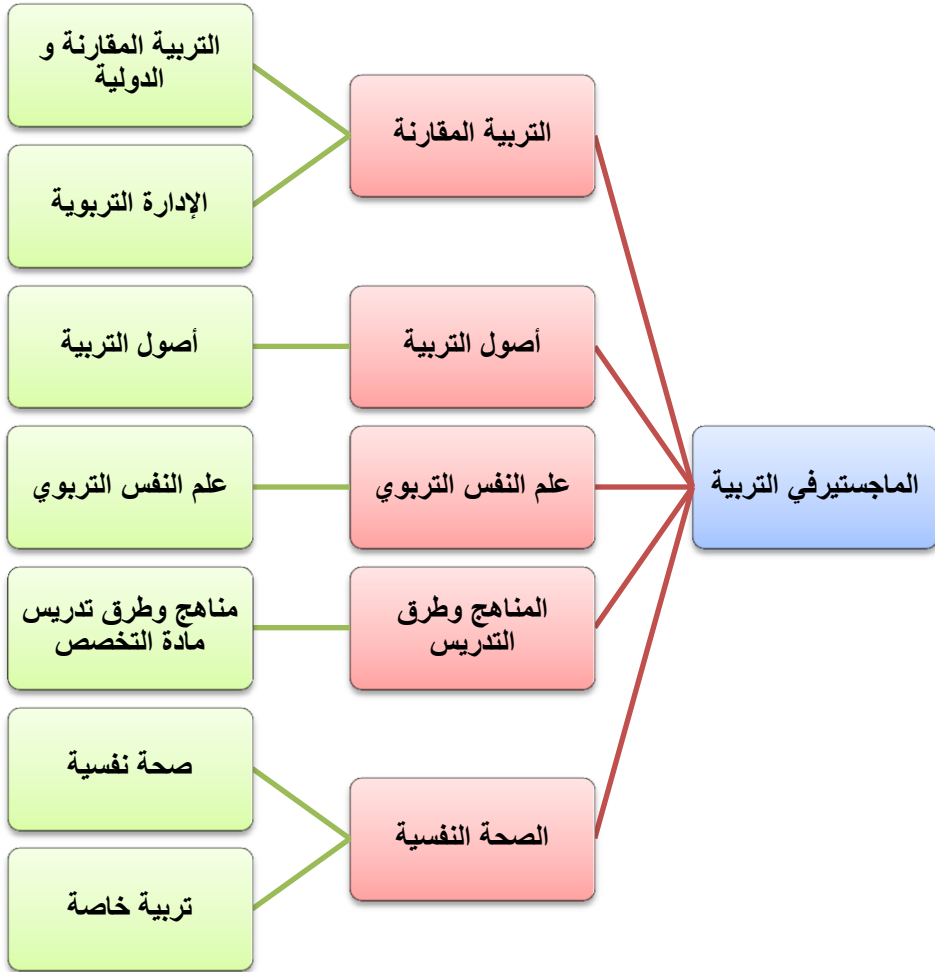 الماجستيرفي التربية
التربية المقارنة
التربية المقارنة و
الدولية
الإدارة التربوية
أصول التربية
أصول التربية
علم النفس التربوي
علم النفس التربوي
المناهج وطرق
التدريس
مناهج وطرق تدريس
مادة التخصص
الصحة النفسية
صحة نفسية
تربية خاصة